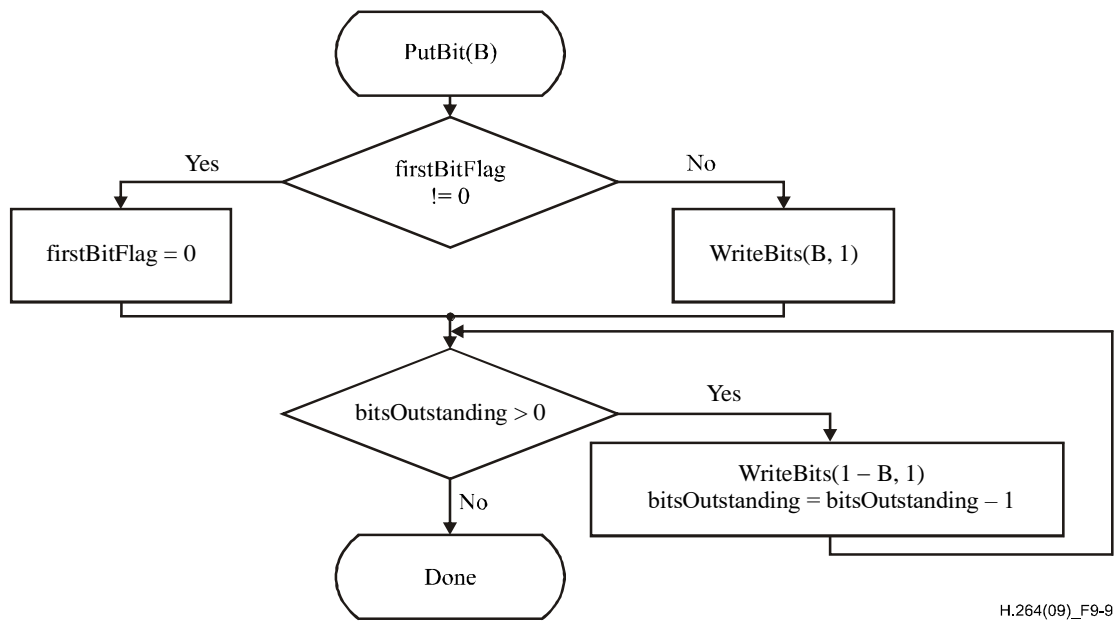 PutBit(B)
firstBitFlag
!= 0
Yes
No
firstBitFlag = 0
WriteBits(B, 1)
bitsOutstanding > 0
Yes
WriteBits(1 – B, 1)
bitsOutstanding = bitsOutstanding – 1
No
Done
H.264(09)_F9-9